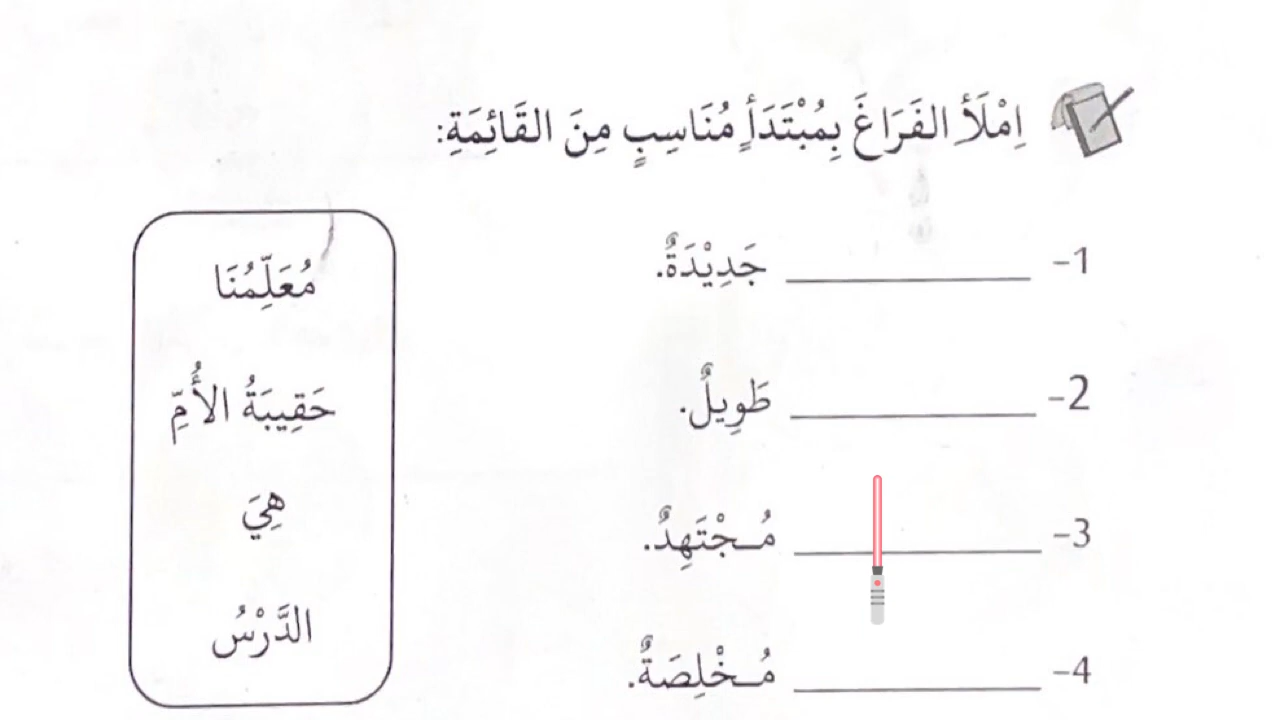 اِمْلَأْ الفَرَاغَ بِمُبْتَدَأٍ مُنَاسِبٍ مِنَ القَائِمَةِ:
1- ________ جَدِيْدَةٌ.
2- ________ طَوِيلٌ.
3- ________ مُـجْتَهِدٌ.
4- ________ مُـخْلِصَةٌ.
مُعَلِّمُنَا
حَقِيبَةُ الأُمِّ
هِيَ
الدَّرْسُ